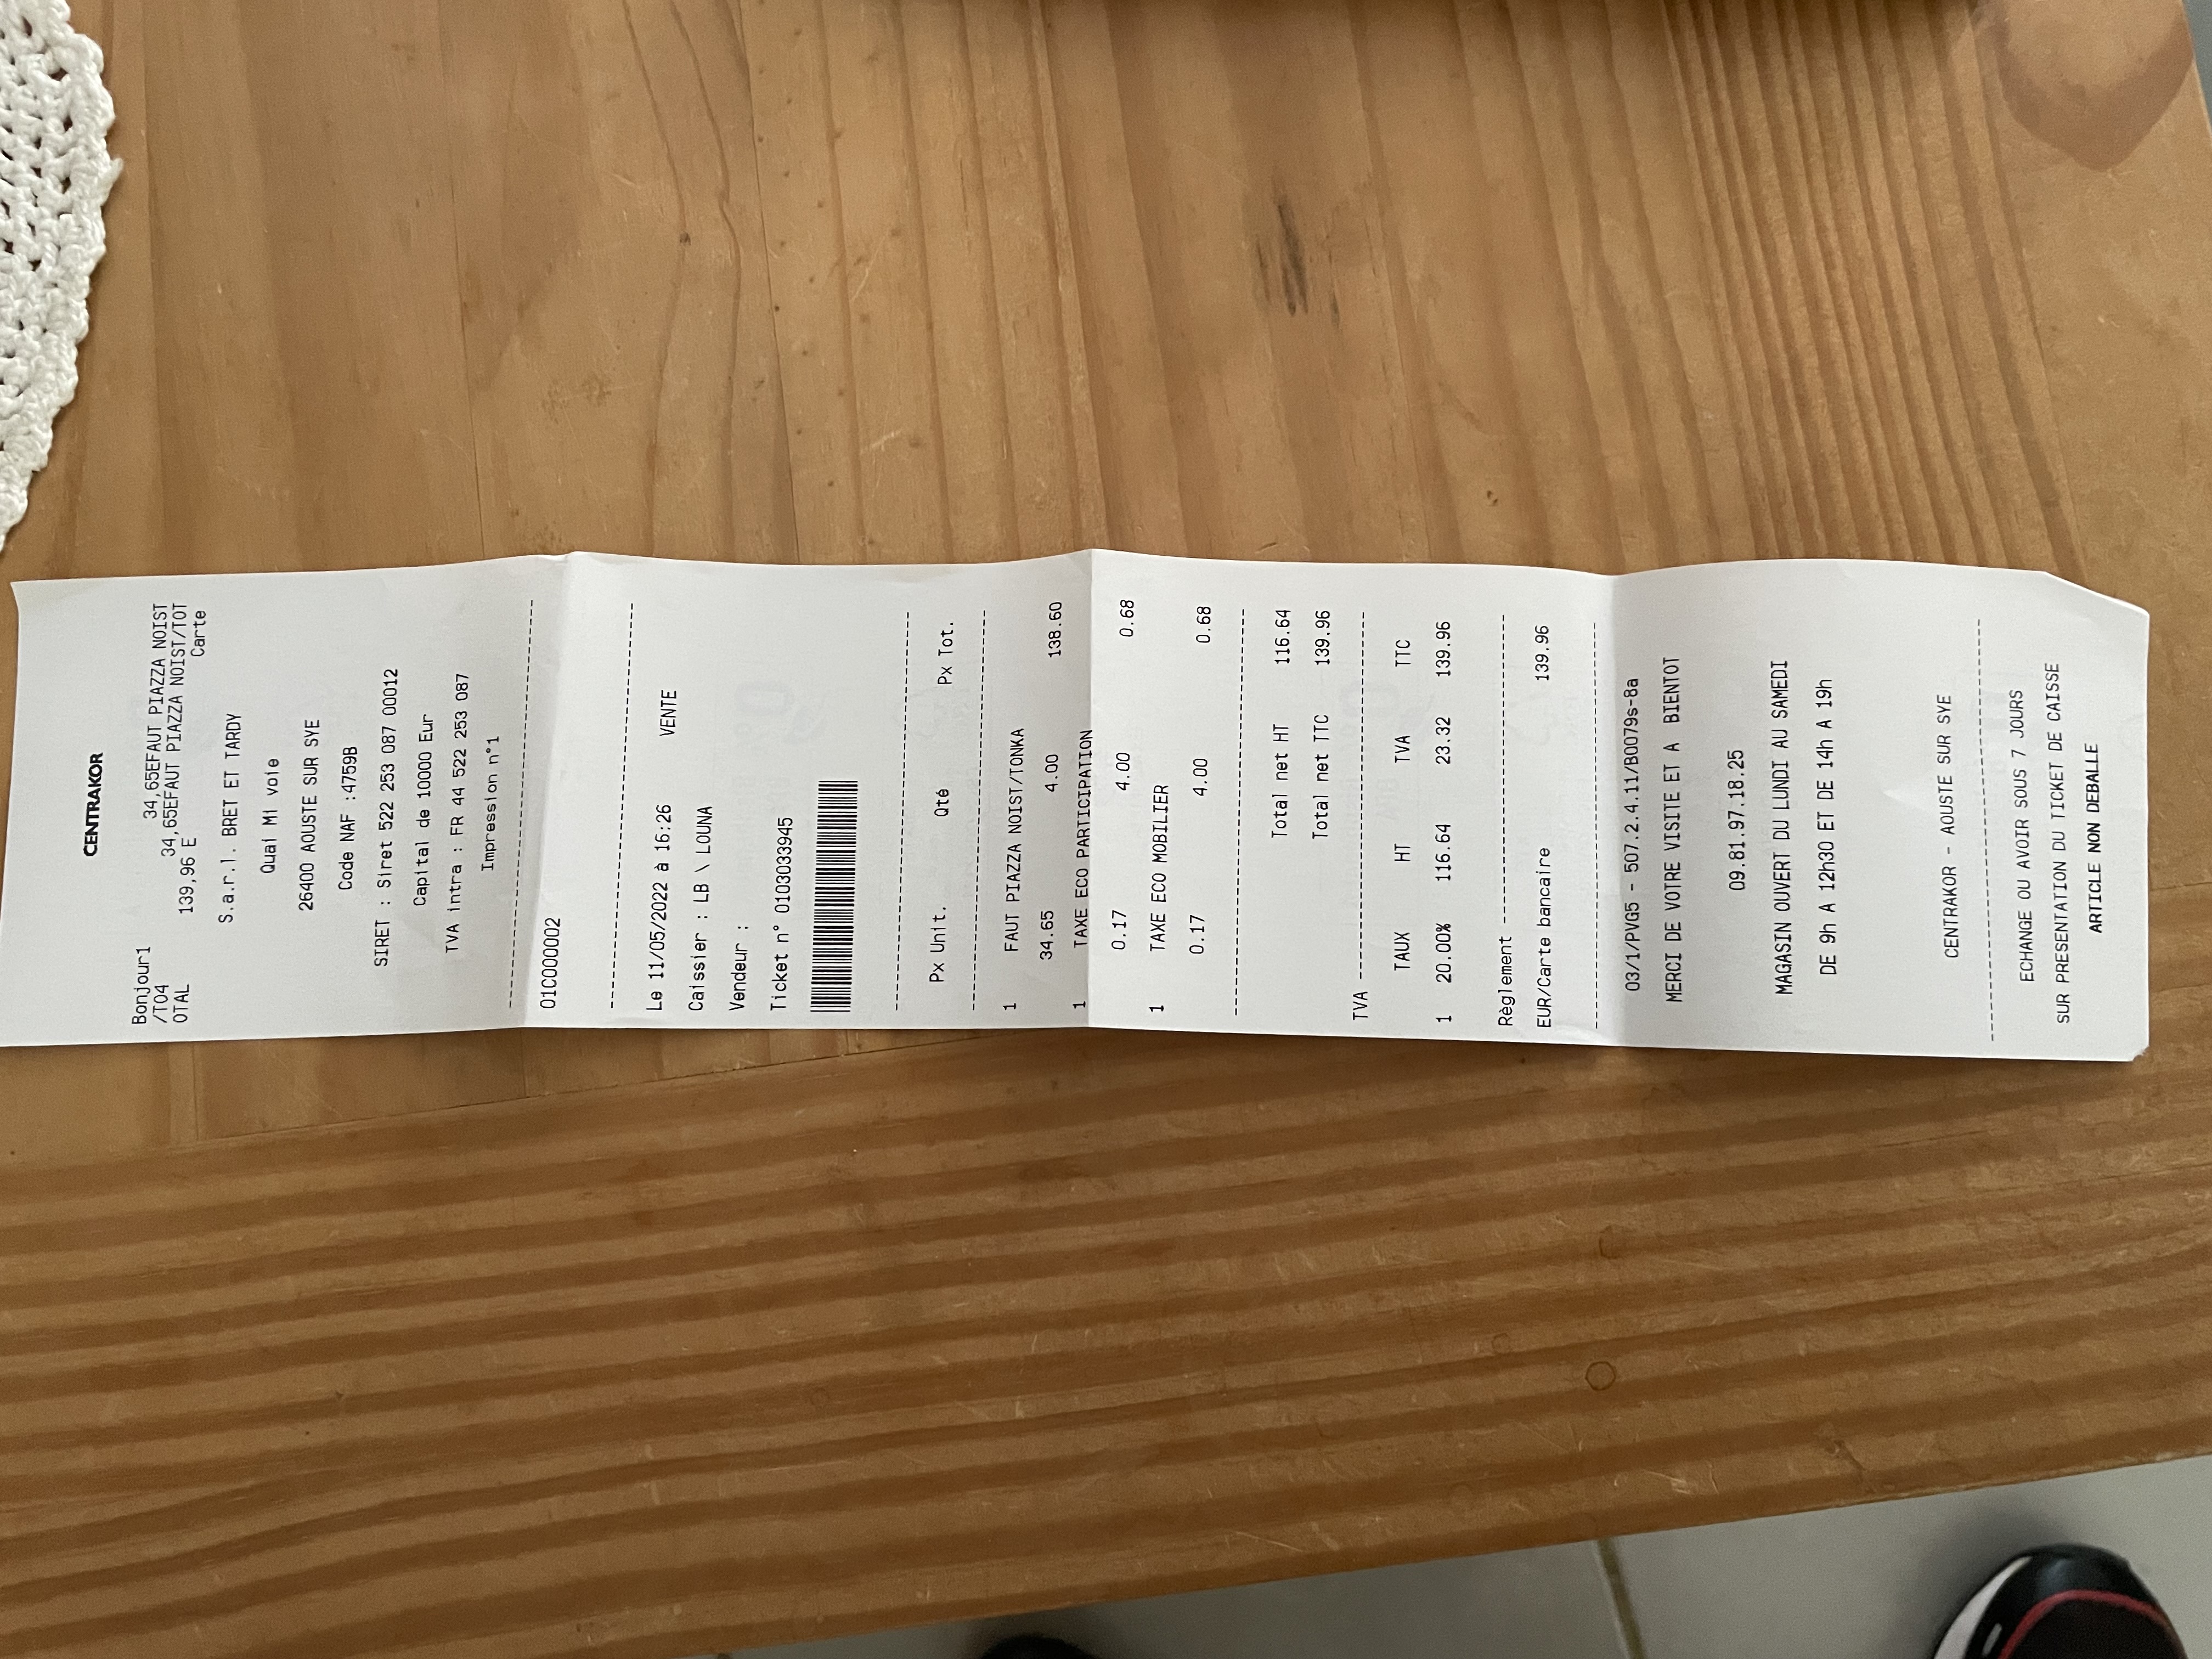 CENTRAKOR
Bonjour1 34,65EFAUT PIAZZA NOIST
/TO4 34,65EFAUT PIAZZA NOIST/TOT
OTAL 139,96 E Carte
S.a.r.l. BRET ET TARDY
Quai Mi voie
26400 AOUSTE SUR SYE
Code NAF :4759B
SIRET : Siret 522 253 087 00012
Capital de 10000 Eur
TVA intra : FR 44 522 253 087
Impression n°1
01C000002
Le 11/05/2022 à 16:26 VENTE
Caissier : LB \ LOUNA
Vendeur :
Ticket n° 0103033945
Px Unit. Qté Px Tot.
1 FAUT PIAZZA NOIST/TONKA
34.65 4.00 138.60
1 TAXE ECO PARTICIPATION
0.17 4.00 0.68
1 TAXE ECO MOBILIER
0.17 4.00 0.68
Total net HT 116.64
Total net TTC 139.96
TVA
TAUX HT TVA TTC
1 20.00% 116.64 23.32 139.96
Règlement
EUR/Carte bancaire 139.96
03/1/PVG5 - 507.2.4.11/B0079s-8a
MERCI DE VOTRE VISITE ET A BIENTOT
09.81.97.18.25
MAGASIN OUVERT DU LUNDI AU SAMEDI
DE 9h A 12h30 ET DE 14h A 19h
CENTRAKOR - AOUSTE SUR SYE
ECHANGE OU AVOIR SOUS 7 JOURS
SUR PRESENTATION DU TICKET DE CAISSE
ARTICLE NON DEBALLE